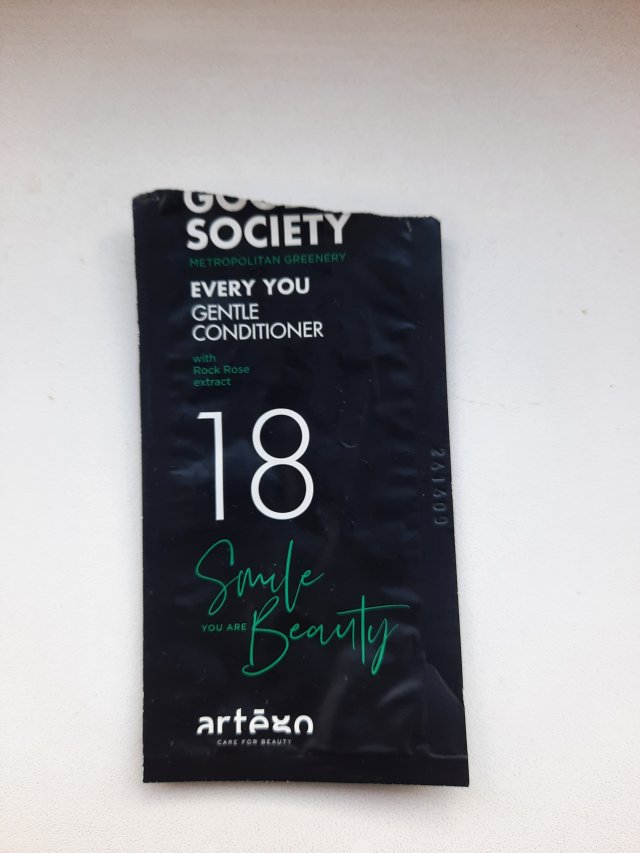 SOCIETY
METROPOLITAN GREENERY
EVERY YOU
GENTLE
CONDITIONER
with
Rock Rose
extract
18
Smile
YOU ARE
Beauty
artēgo
CARE FOR BEAUTY